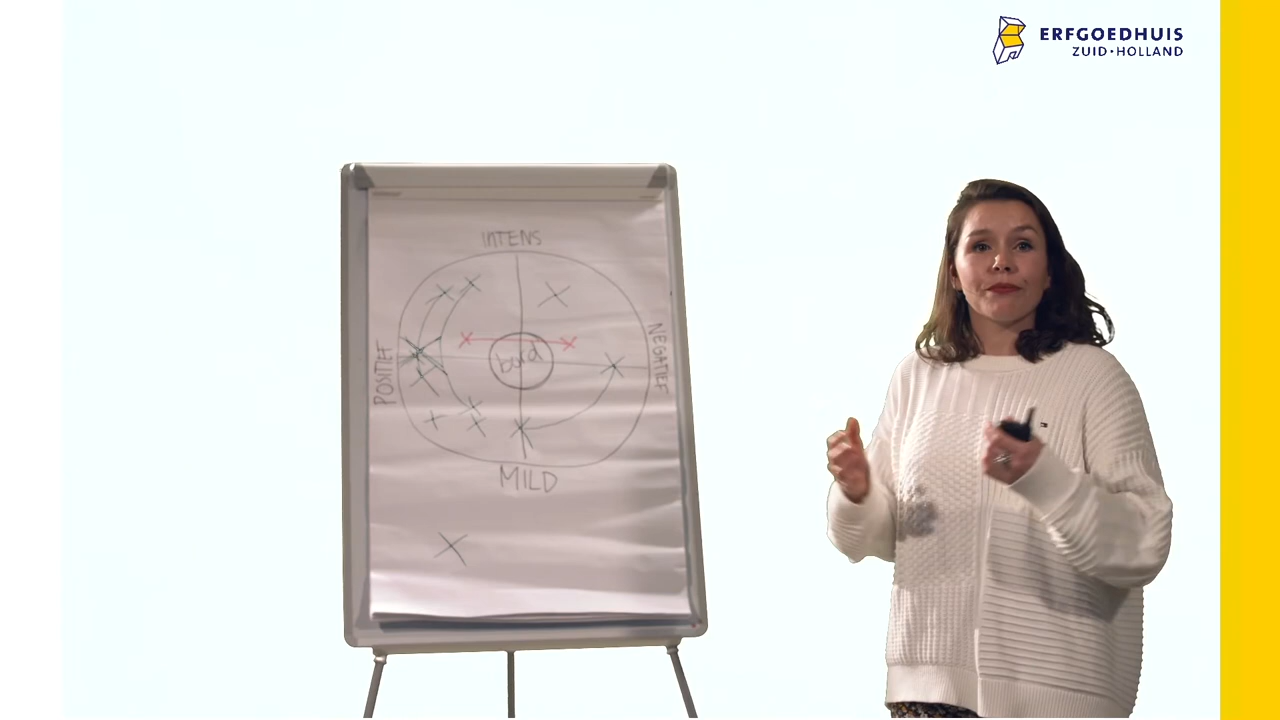 ERFGOEDHUIS
ZUID·HOLLAND
INTENS
POSITIEF
bord
NEGATIEF
MILD